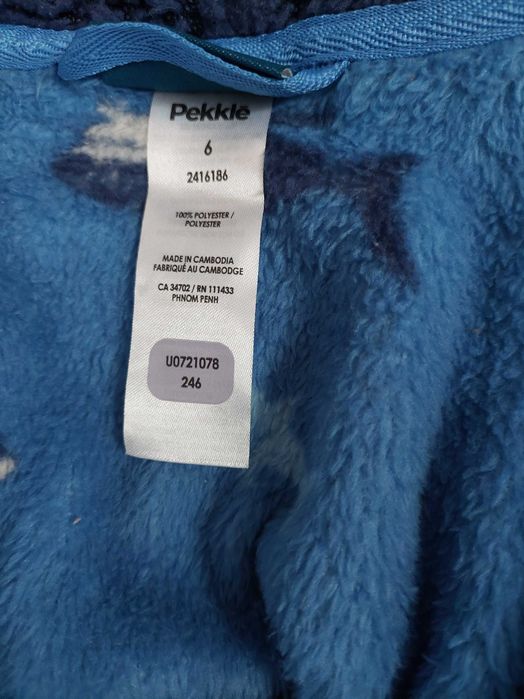 Pekkle
6
2416186
100% POLYESTER /
POLYESTER
MADE IN CAMBODIA
FABRIQUÉ AU CAMBODGE
CA 34702 / RN 111433
PHNOM PENH
U0721078
246